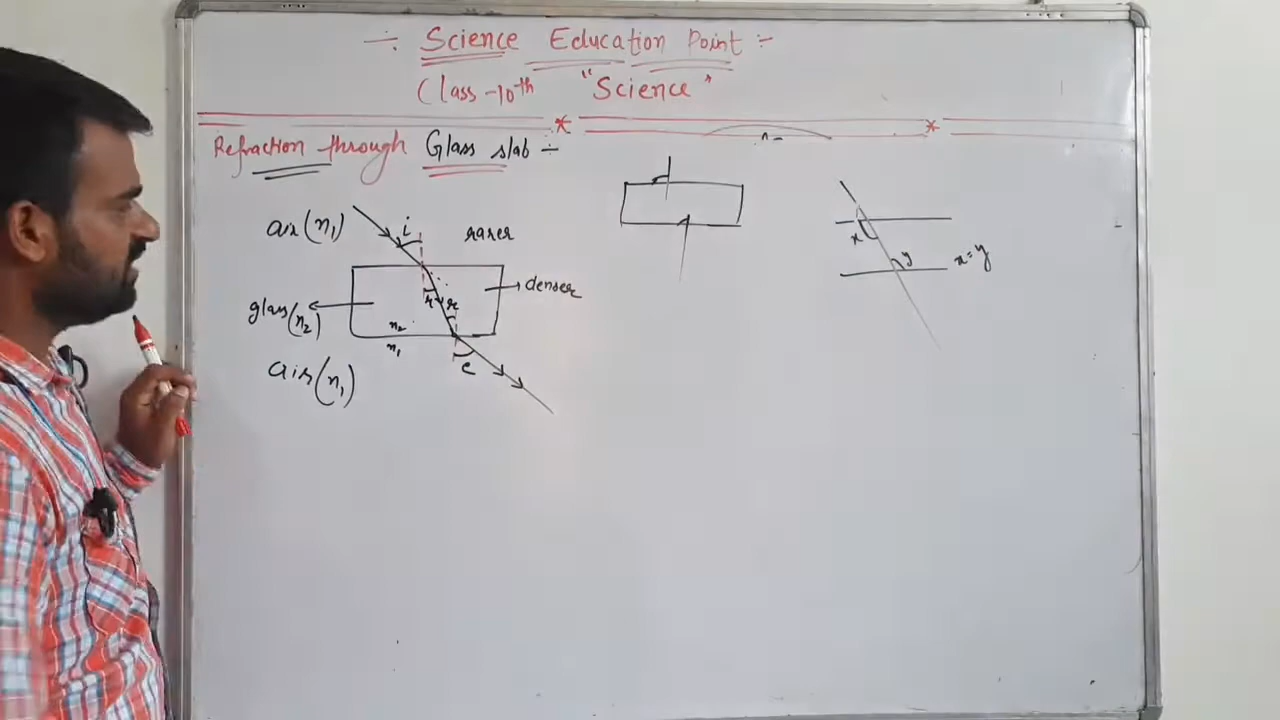 ÷ Science Education Point :-
Class-10th "Science"
* *
Refraction through Glass slab ÷
air (n1)
i
rarer
denser
glass (n2)
r
r
n2
n1
air (n1)
e
x
y
x=y